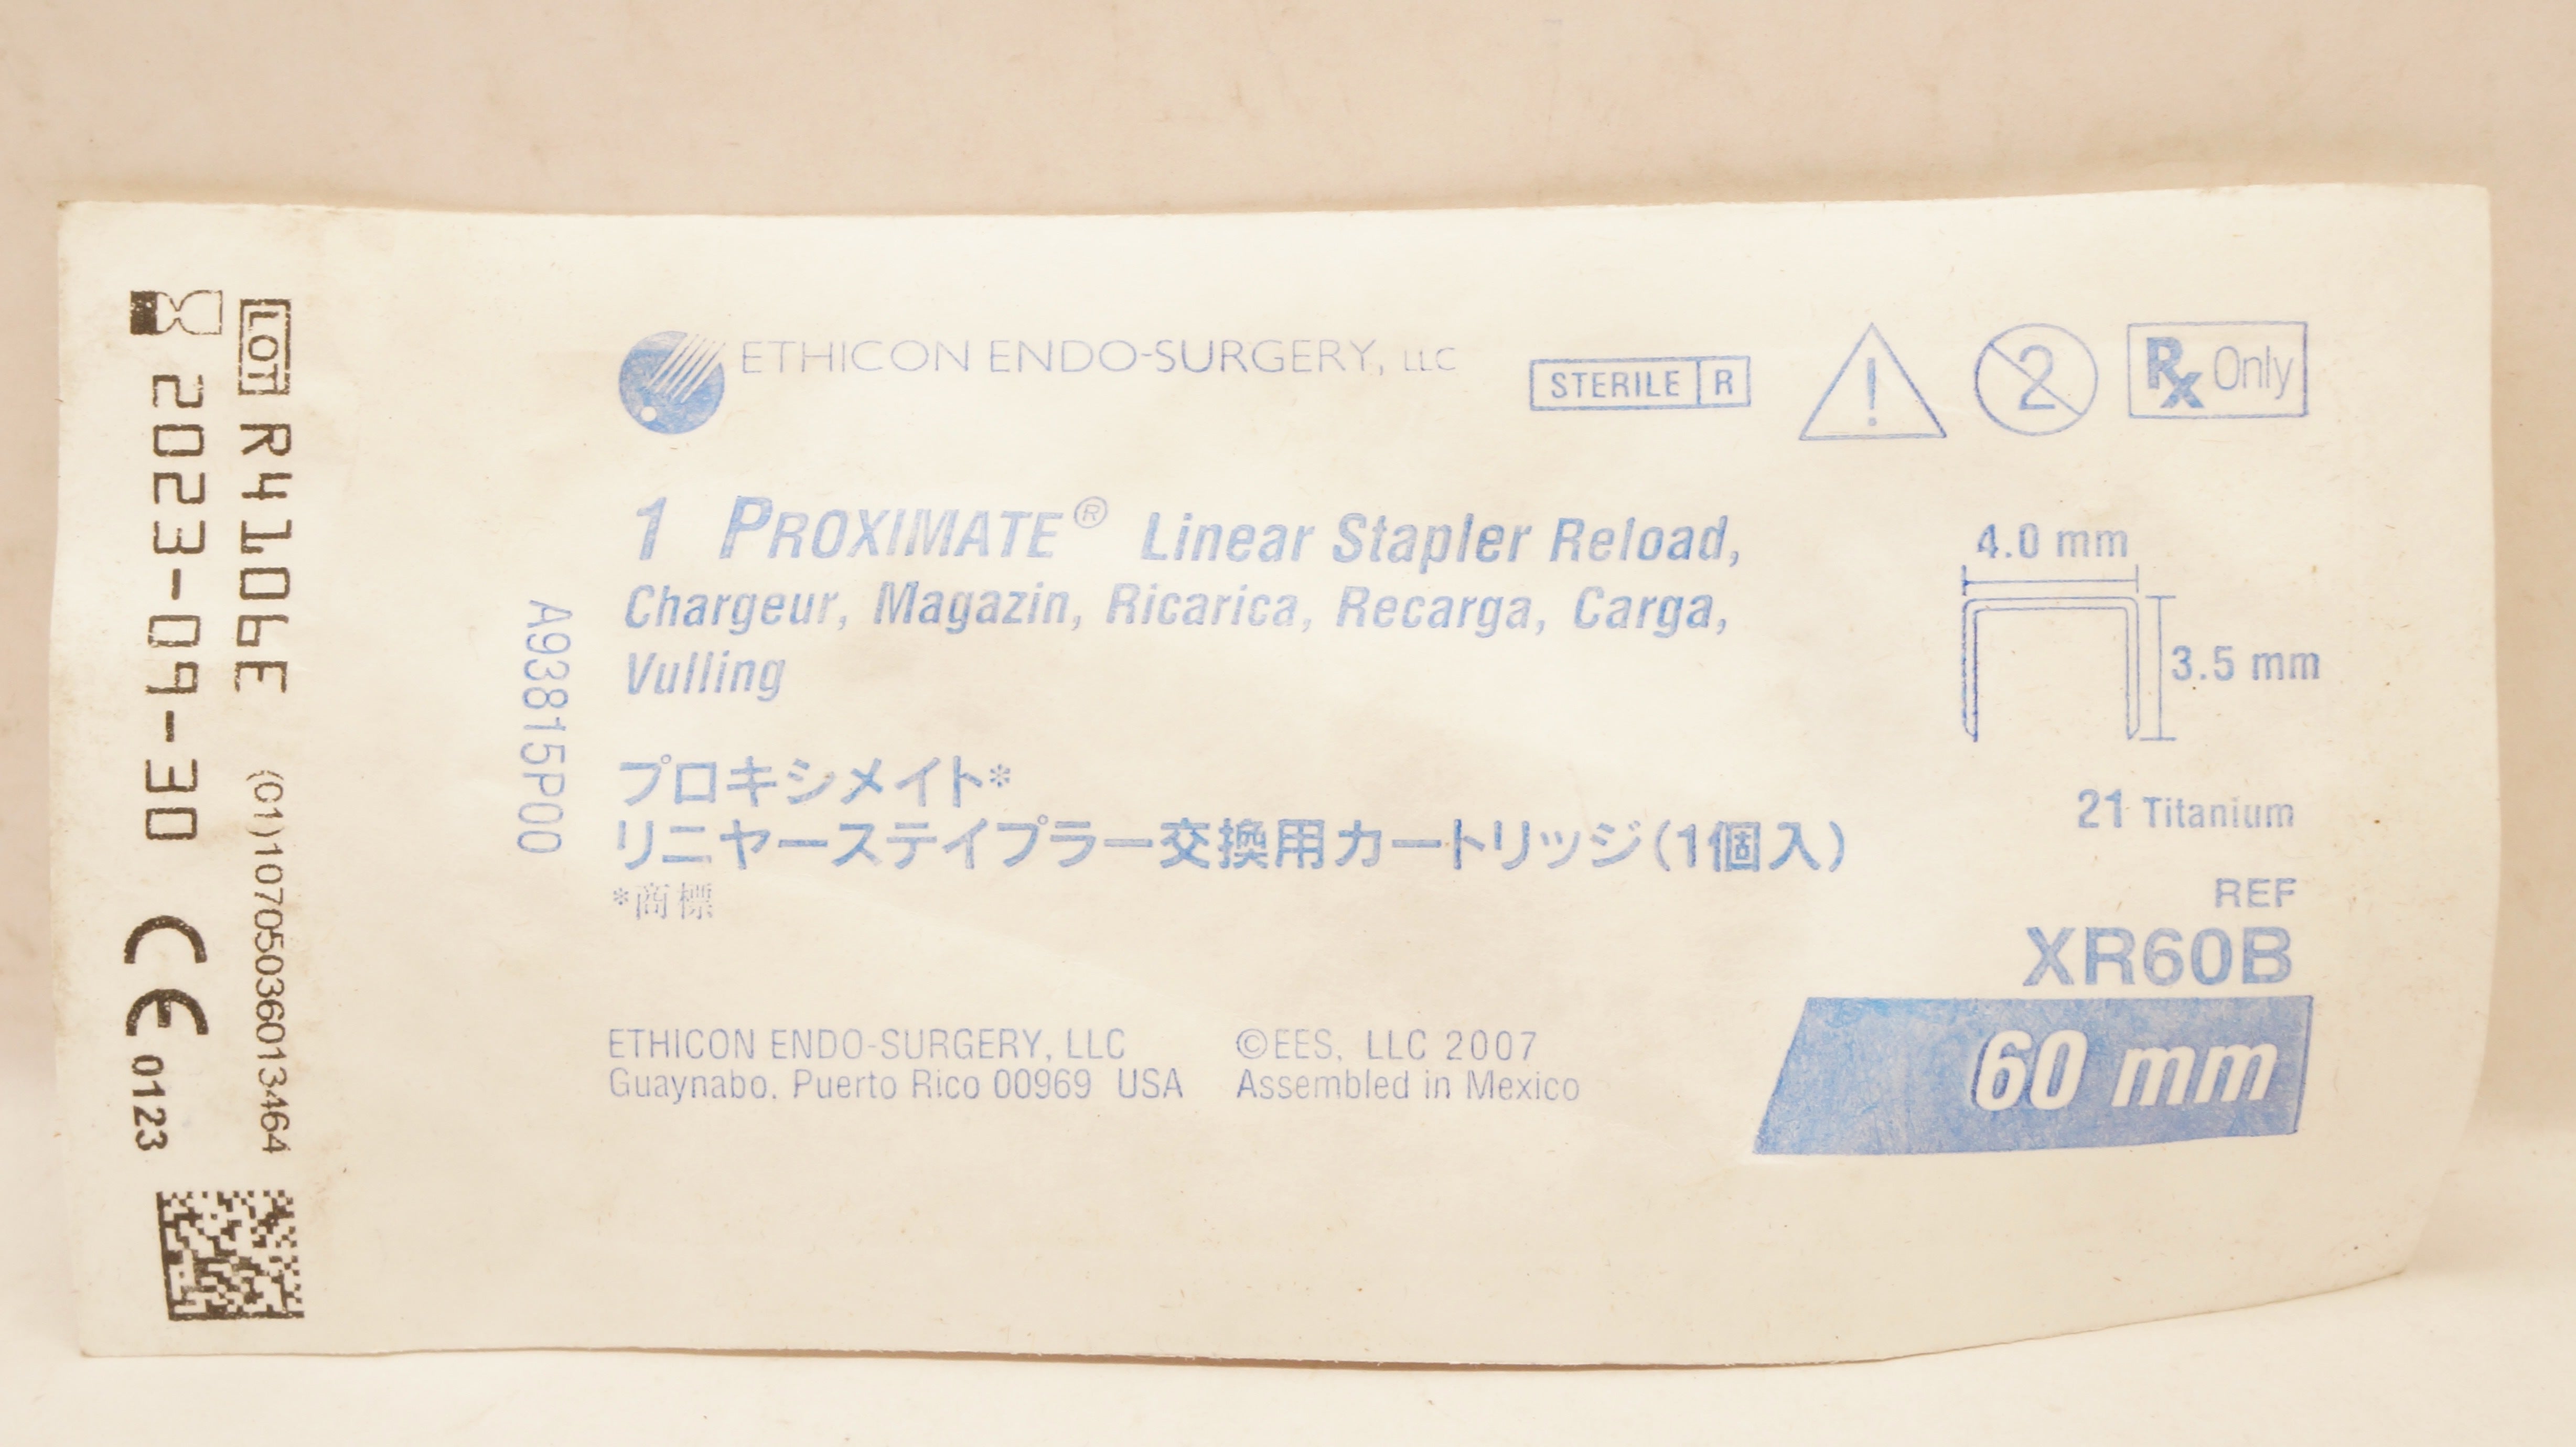 ETHICON ENDO-SURGERY, LLC
STERILE R
2
Rx Only
1 PROXIMATE® Linear Stapler Reload,
Chargeur, Magazin, Ricarica, Recarga, Carga,
Vulling
プロキシメイト*
リニヤーステイプラー交換用カートリッジ(1個入)
*商標
4.0 mm
3.5 mm
21 Titanium
REF
XR60B
60 mm
ETHICON ENDO-SURGERY, LLC
Guaynabo, Puerto Rico 00969 USA
©EES, LLC 2007
Assembled in Mexico
A93815P00
LOT R4106E (01)10705036013464
2023-09-30 CE 0123